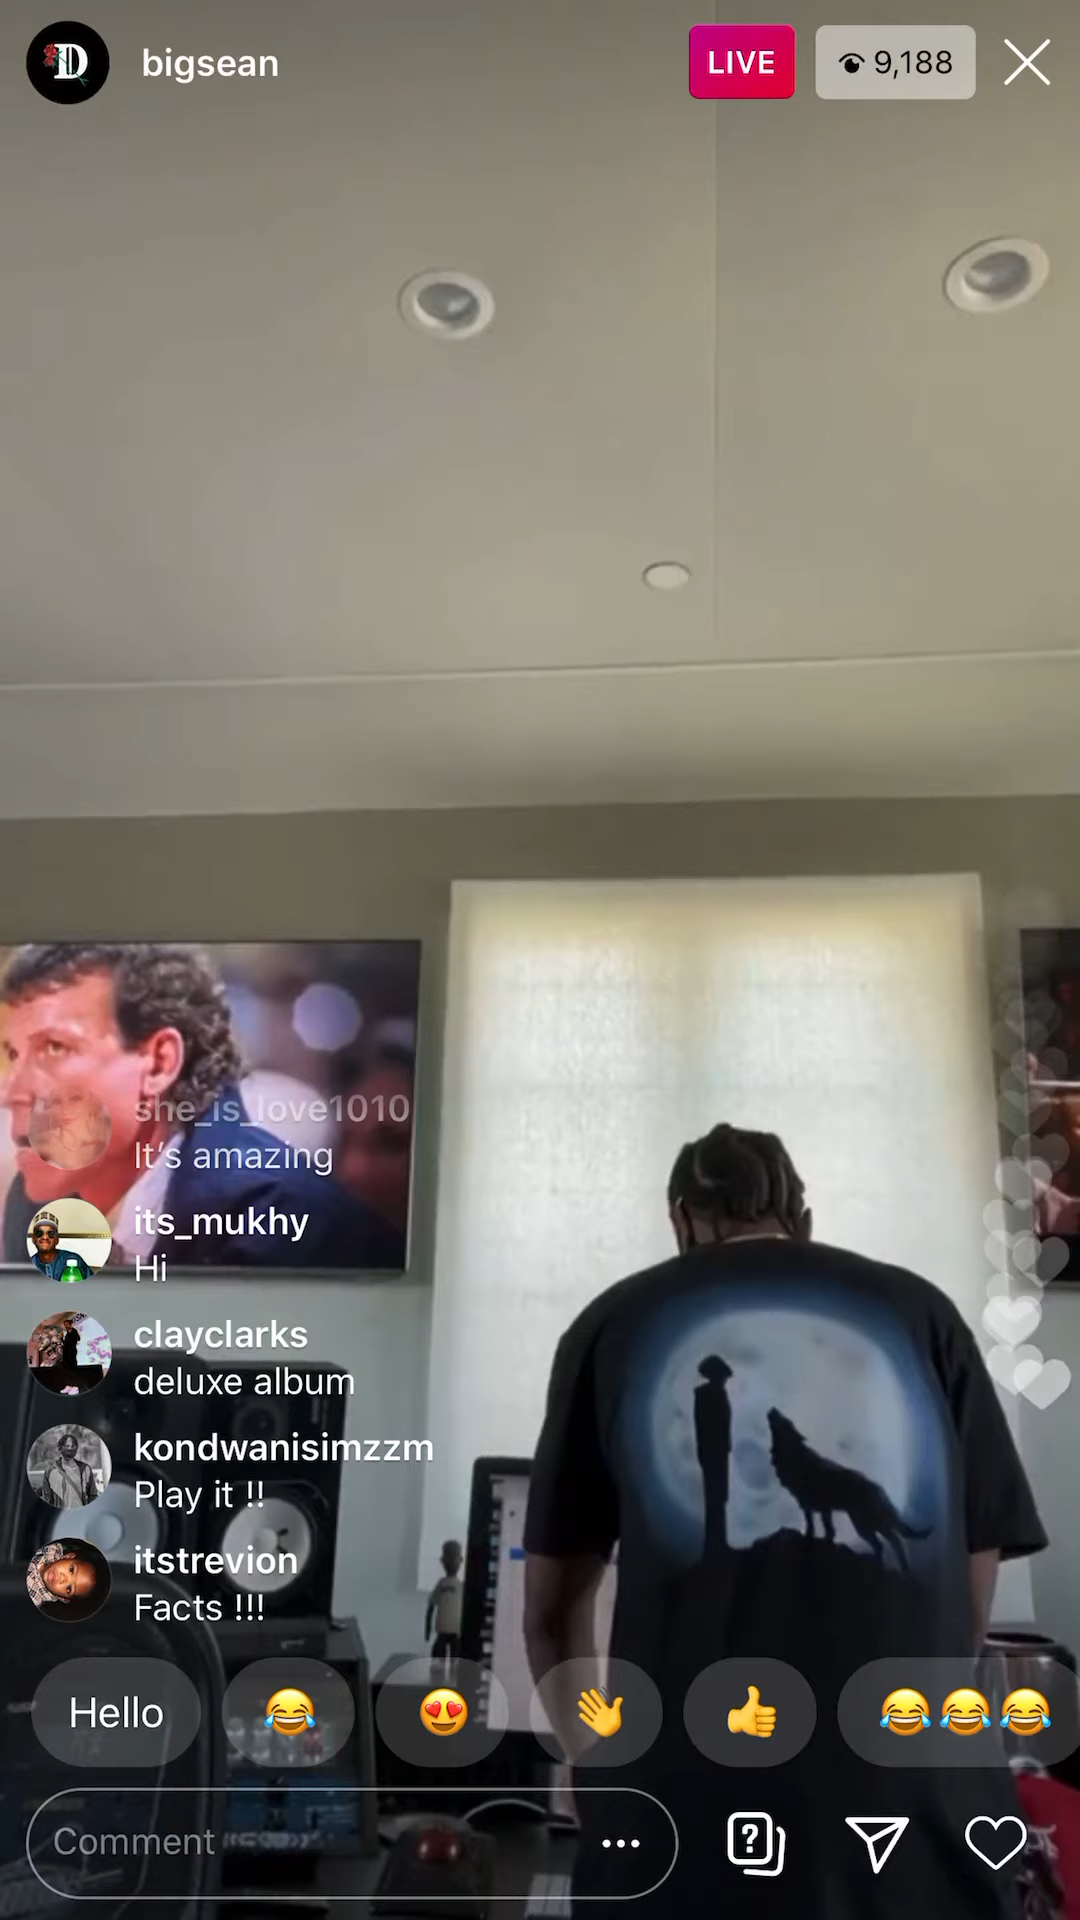 D
bigsean
LIVE
9,188
she_is_love1010
It's amazing
its_mukhy
Hi
clayclarks
deluxe album
kondwanisimzzm
Play it !!
itstrevion
Facts !!!
Hello
Comment